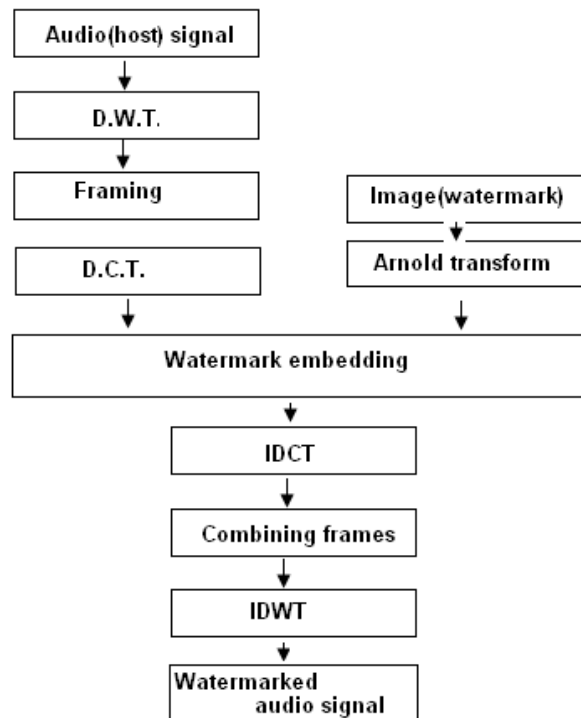 Audio(host) signal
D.W.T.
Framing
D.C.T.
Image(watermark)
Arnold transform
Watermark embedding
IDCT
Combining frames
IDWT
Watermarked
audio signal